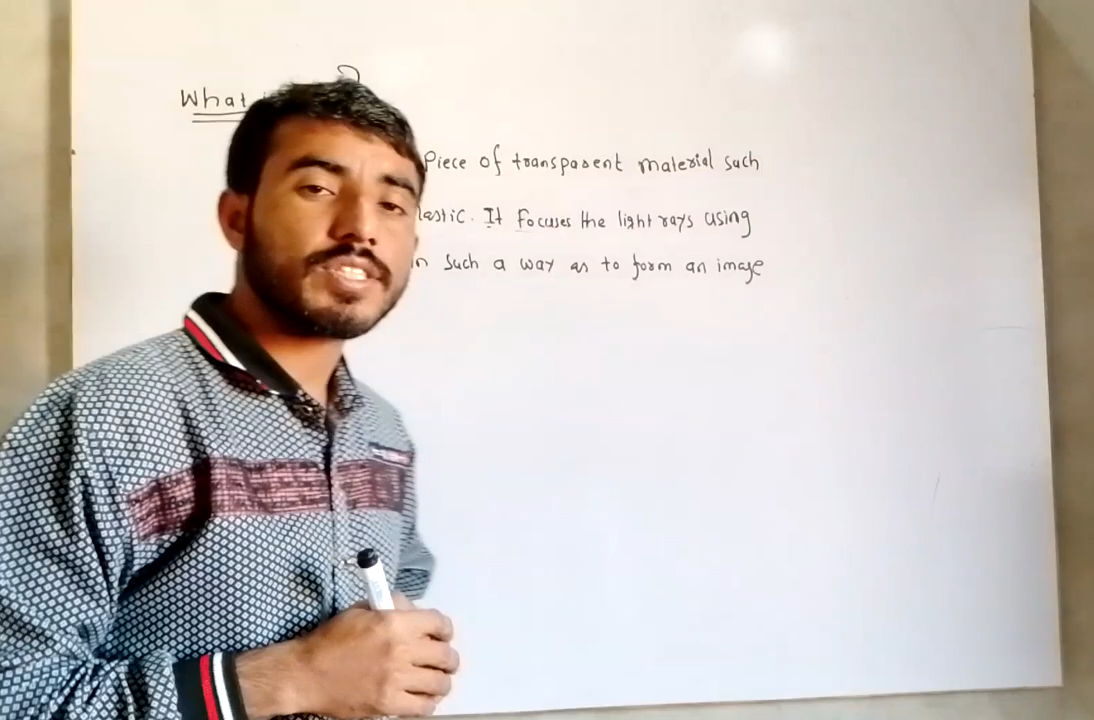 What ?
Piece of transparent material such
lastic. It focuses the light rays using
n such a way as to form an image